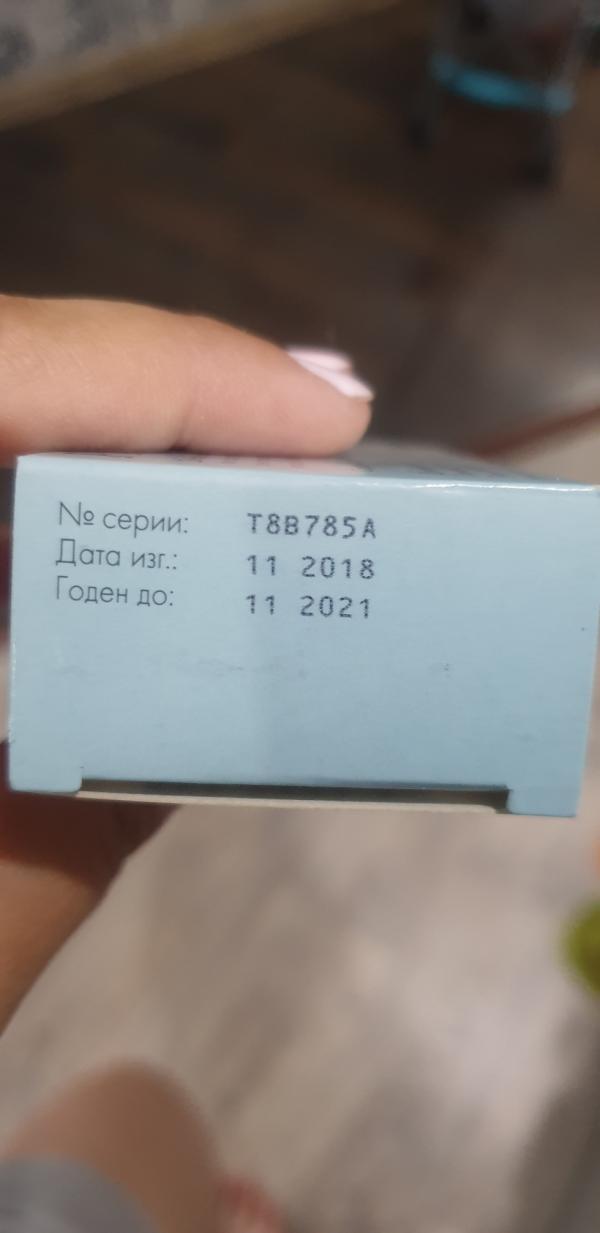 № серии: T8B785A
Дата изг.: 11 2018
Годен до: 11 2021